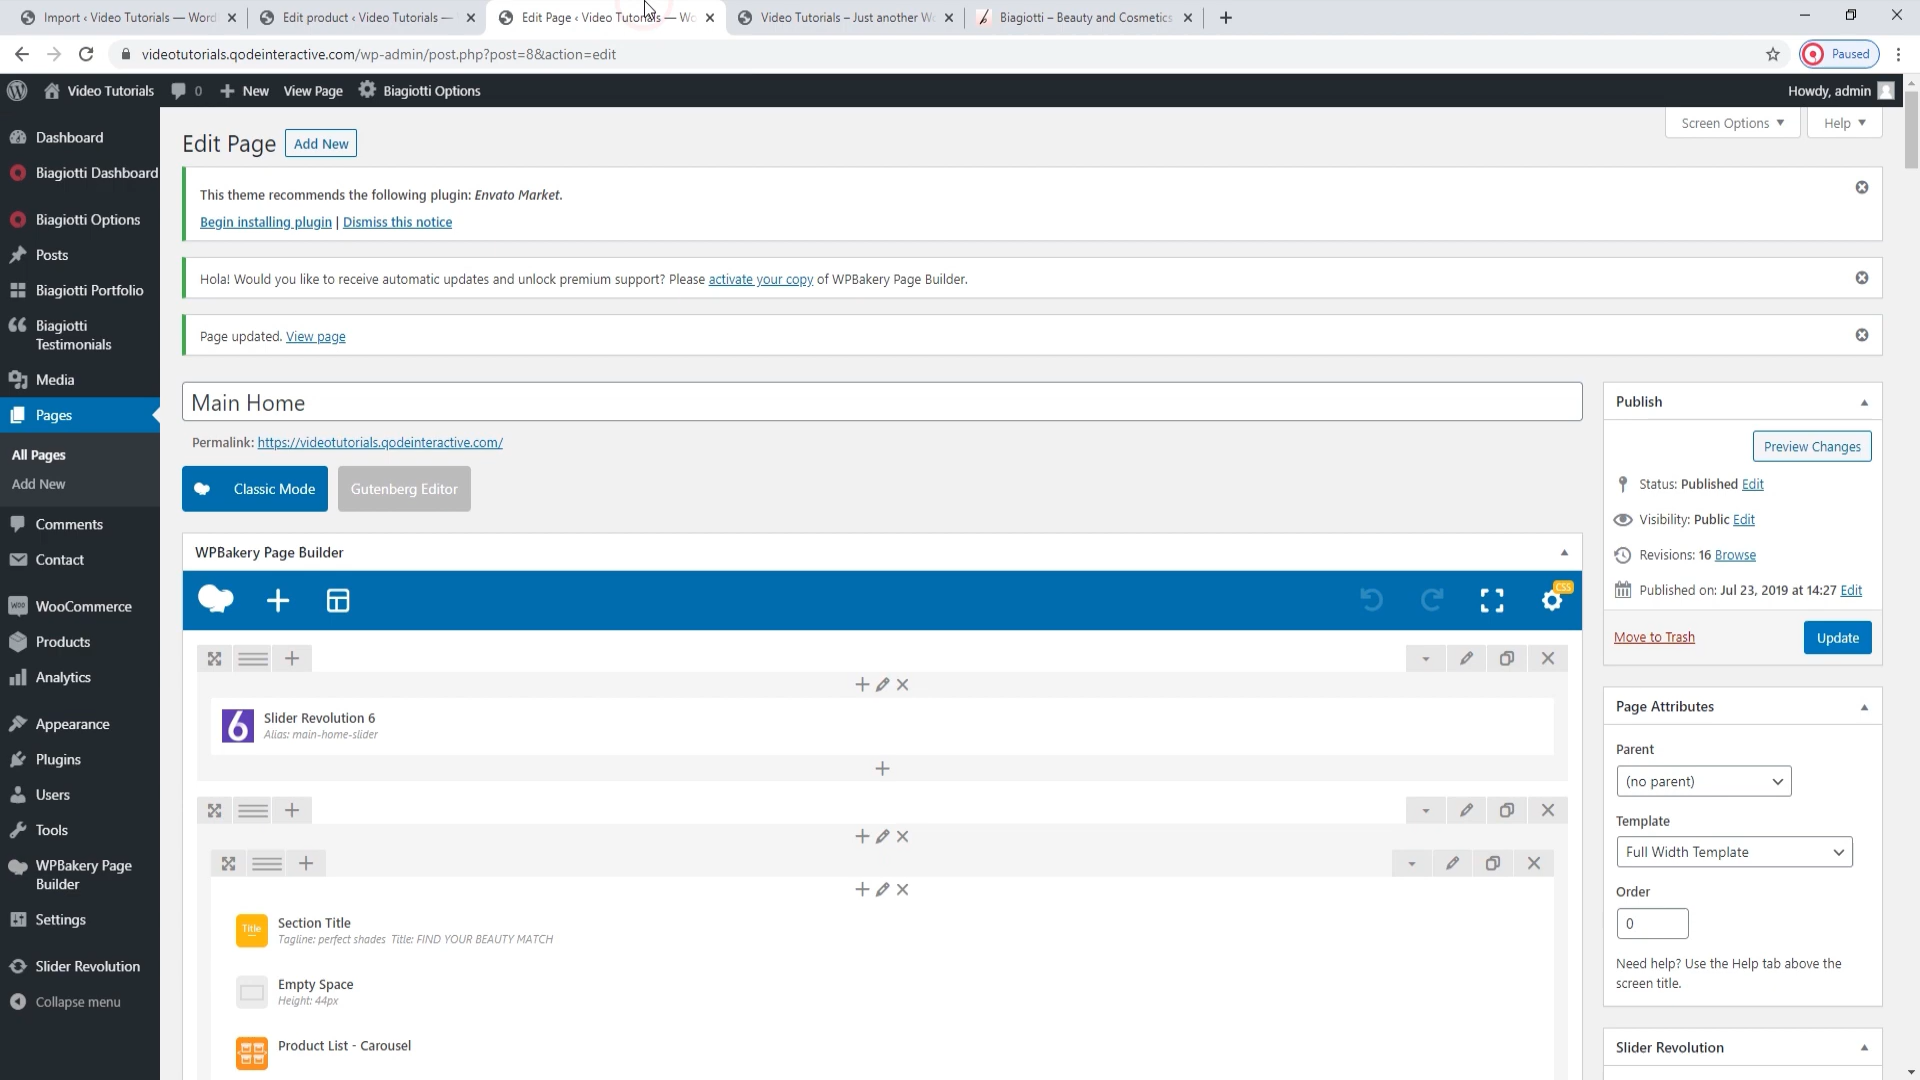 Import ‹ Video Tutorials — Word
Edit product ‹ Video Tutorials —
Edit Page ‹ Video Tutorials — Wo
Video Tutorials – Just another Wo
Biagiotti – Beauty and Cosmetics
videotutorials.qodeinteractive.com/wp-admin/post.php?post=8&action=edit
Paused
Video Tutorials
0
New
View Page
Biagiotti Options
Howdy, admin
Dashboard
Biagiotti Dashboard
Biagiotti Options
Posts
Biagiotti Portfolio
Biagiotti
Testimonials
Media
Pages
All Pages
Add New
Comments
Contact
WooCommerce
Products
Analytics
Appearance
Plugins
Users
Tools
WPBakery Page
Builder
Settings
Slider Revolution
Collapse menu
Screen Options
Help
Edit Page
Add New
This theme recommends the following plugin: Envato Market.
Begin installing plugin | Dismiss this notice
Hola! Would you like to receive automatic updates and unlock premium support? Please activate your copy of WPBakery Page Builder.
Page updated. View page
Main Home
Permalink: https://videotutorials.qodeinteractive.com/
Classic Mode
Gutenberg Editor
WPBakery Page Builder
CSS
6
Slider Revolution 6
Alias: main-home-slider
Title
Section Title
Tagline: perfect shades Title: FIND YOUR BEAUTY MATCH
Empty Space
Height: 44px
Product List - Carousel
Publish
Preview Changes
Status: Published Edit
Visibility: Public Edit
Revisions: 16 Browse
Published on: Jul 23, 2019 at 14:27 Edit
Move to Trash
Update
Page Attributes
Parent
(no parent)
Template
Full Width Template
Order
0
Need help? Use the Help tab above the
screen title.
Slider Revolution